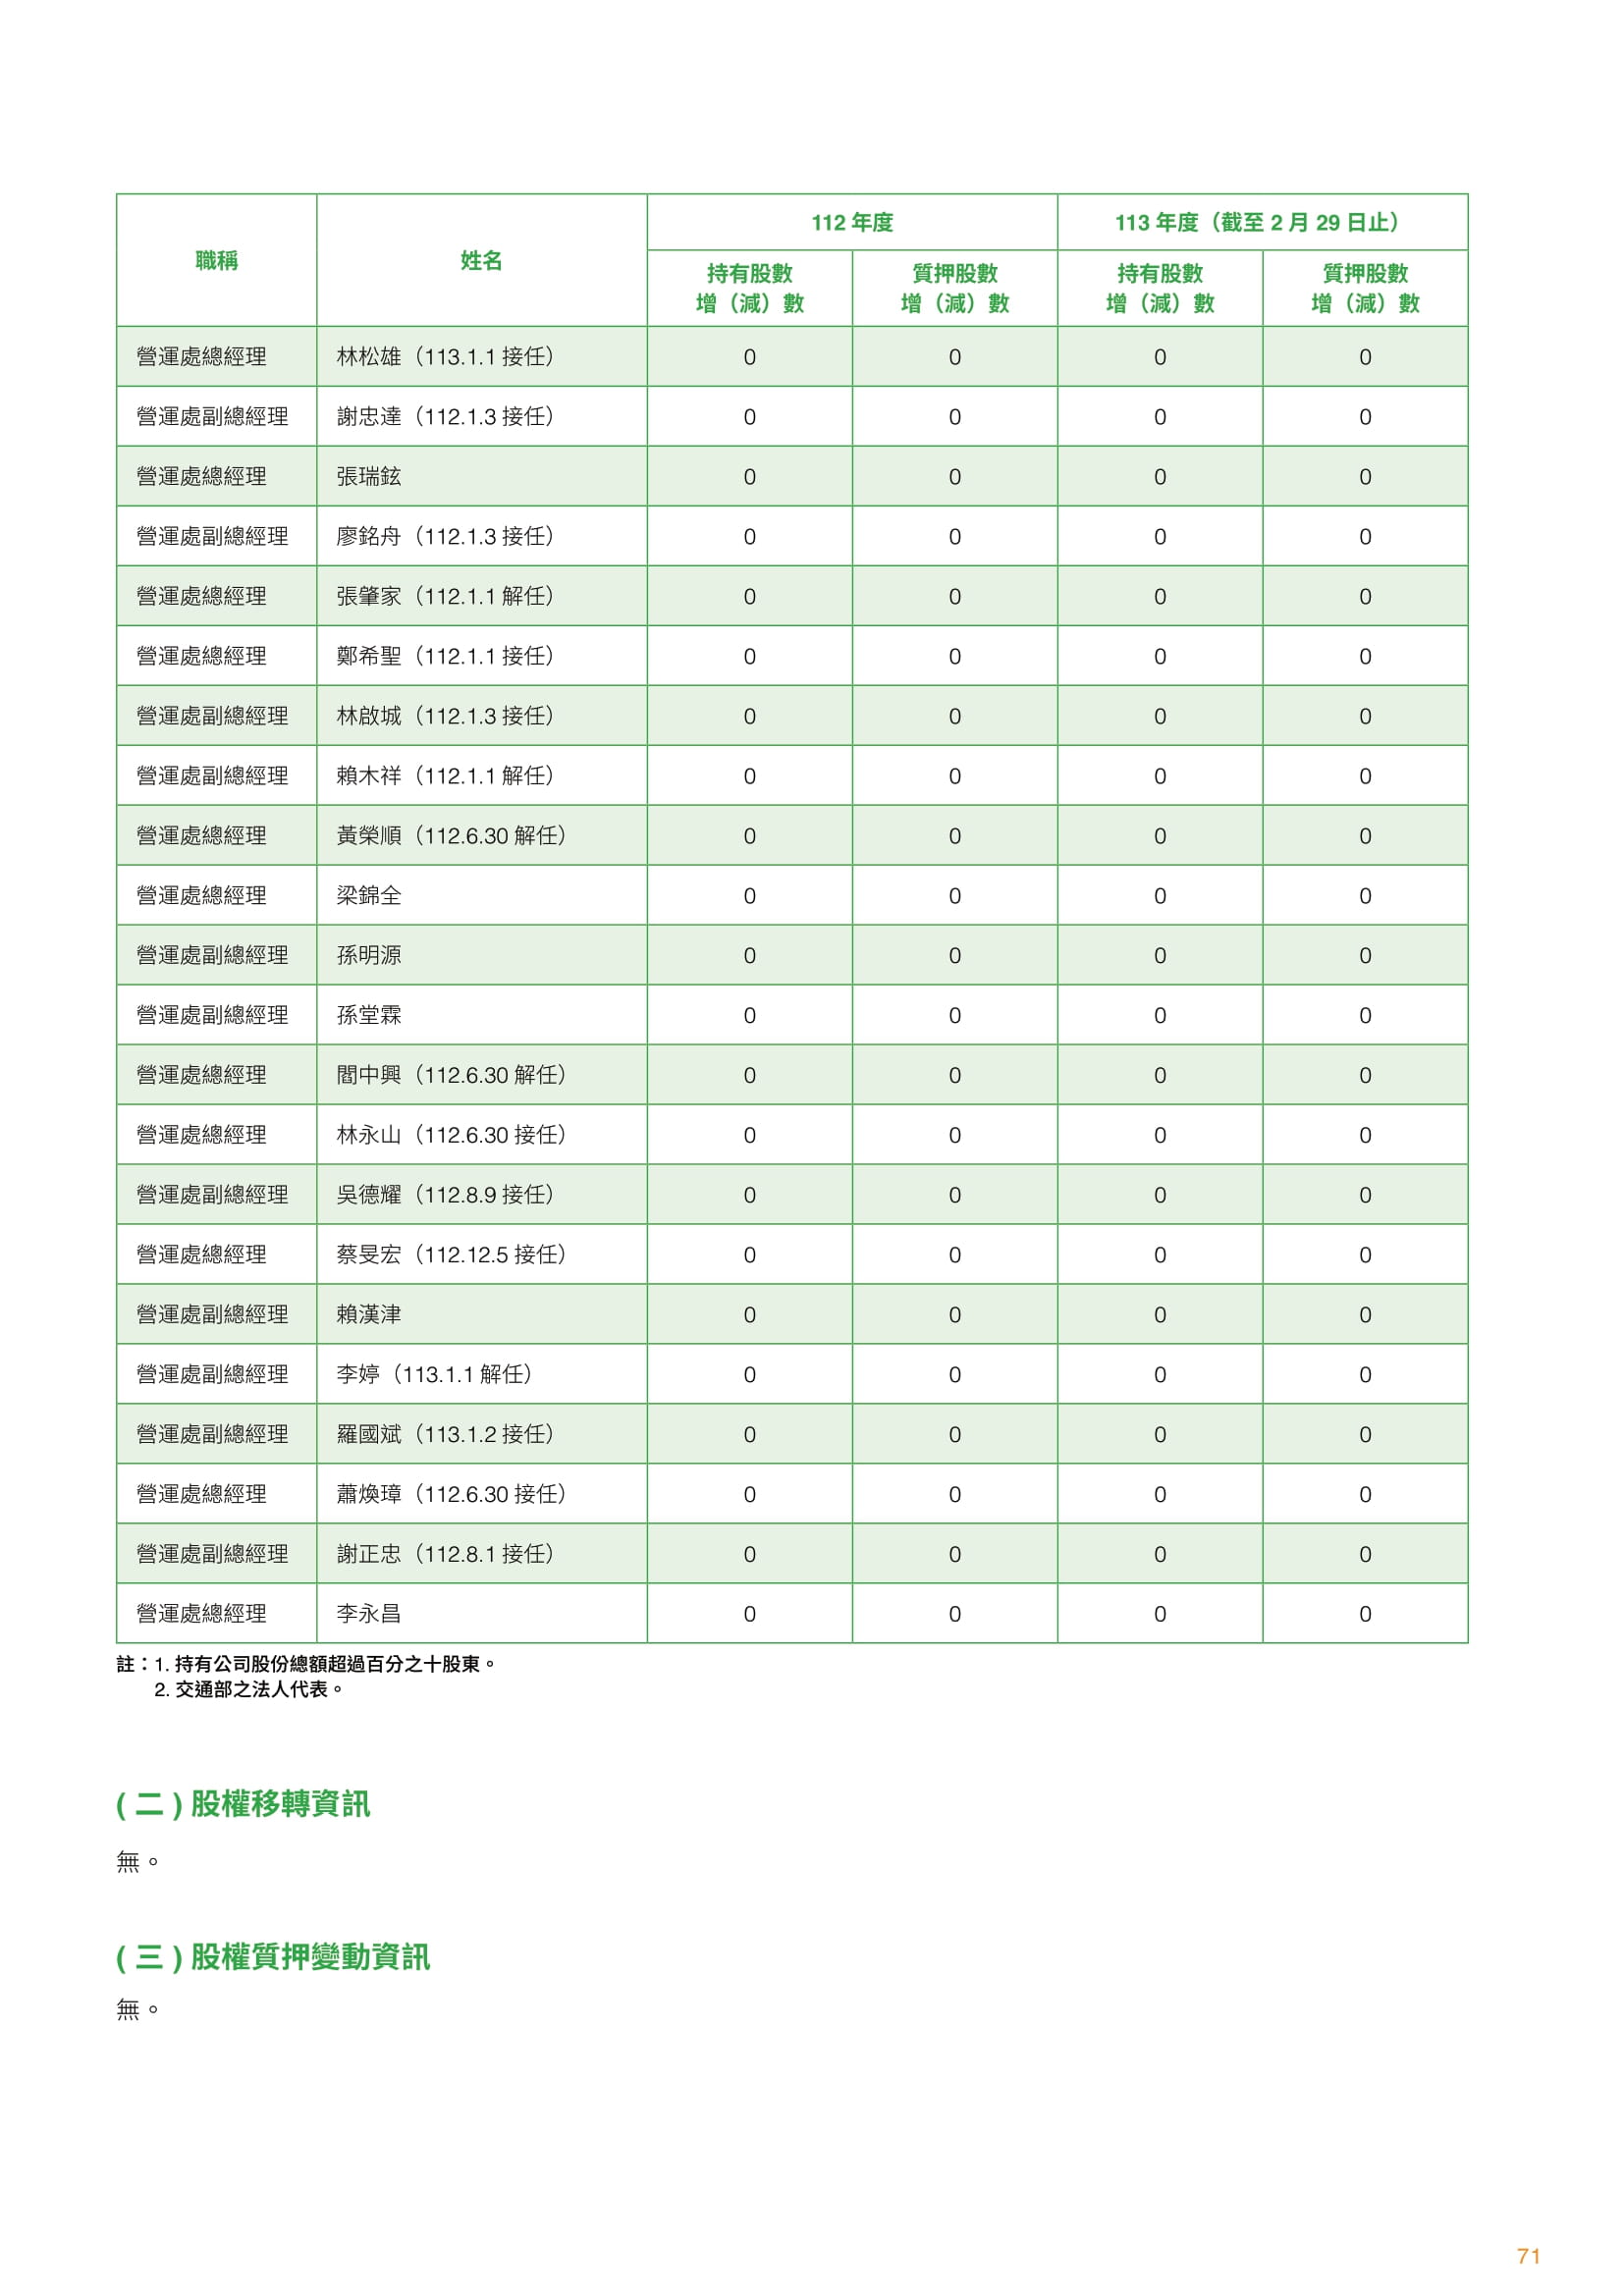 職稱 姓名 112 年度 113 年度（截至 2 月 29 日止）
持有股數 質押股數 持有股數 質押股數
增（減）數 增（減）數 增（減）數 增（減）數
營運處總經理 林松雄（113.1.1 接任） 0 0 0 0
營運處副總經理 謝忠達（112.1.3 接任） 0 0 0 0
營運處總經理 張瑞鉉 0 0 0 0
營運處副總經理 廖銘舟（112.1.3 接任） 0 0 0 0
營運處總經理 張肇家（112.1.1 解任） 0 0 0 0
營運處總經理 鄭希聖（112.1.1 接任） 0 0 0 0
營運處副總經理 林啟城（112.1.3 接任） 0 0 0 0
營運處副總經理 賴木祥（112.1.1 解任） 0 0 0 0
營運處總經理 黃榮順（112.6.30 解任） 0 0 0 0
營運處總經理 梁錦全 0 0 0 0
營運處副總經理 孫明源 0 0 0 0
營運處副總經理 孫堂霖 0 0 0 0
營運處總經理 閻中興（112.6.30 解任） 0 0 0 0
營運處總經理 林永山（112.6.30 接任） 0 0 0 0
營運處副總經理 吳德耀（112.8.9 接任） 0 0 0 0
營運處總經理 蔡旻宏（112.12.5 接任） 0 0 0 0
營運處副總經理 賴漢津 0 0 0 0
營運處副總經理 李婷（113.1.1 解任） 0 0 0 0
營運處副總經理 羅國斌（113.1.2 接任） 0 0 0 0
營運處總經理 蕭煥璋（112.6.30 接任） 0 0 0 0
營運處副總經理 謝正忠（112.8.1 接任） 0 0 0 0
營運處總經理 李永昌 0 0 0 0
註：1. 持有公司股份總額超過百分之十股東。
2. 交通部之法人代表。
( 二 ) 股權移轉資訊
無。
( 三 ) 股權質押變動資訊
無。
71